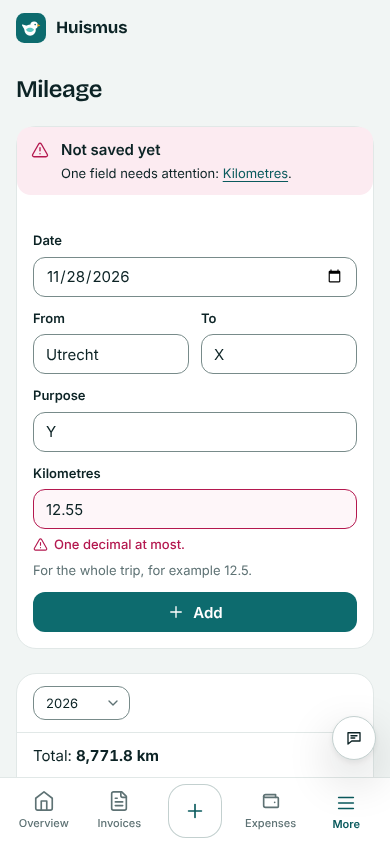 Huismus
Mileage
Not saved yet
One field needs attention: Kilometres.
Date
11/28/2026
From To
Utrecht X
Purpose
Y
Kilometres
12.55
One decimal at most.
For the whole trip, for example 12.5.
+ Add
2026
Total: 8,771.8 km
Overview Invoices + Expenses More